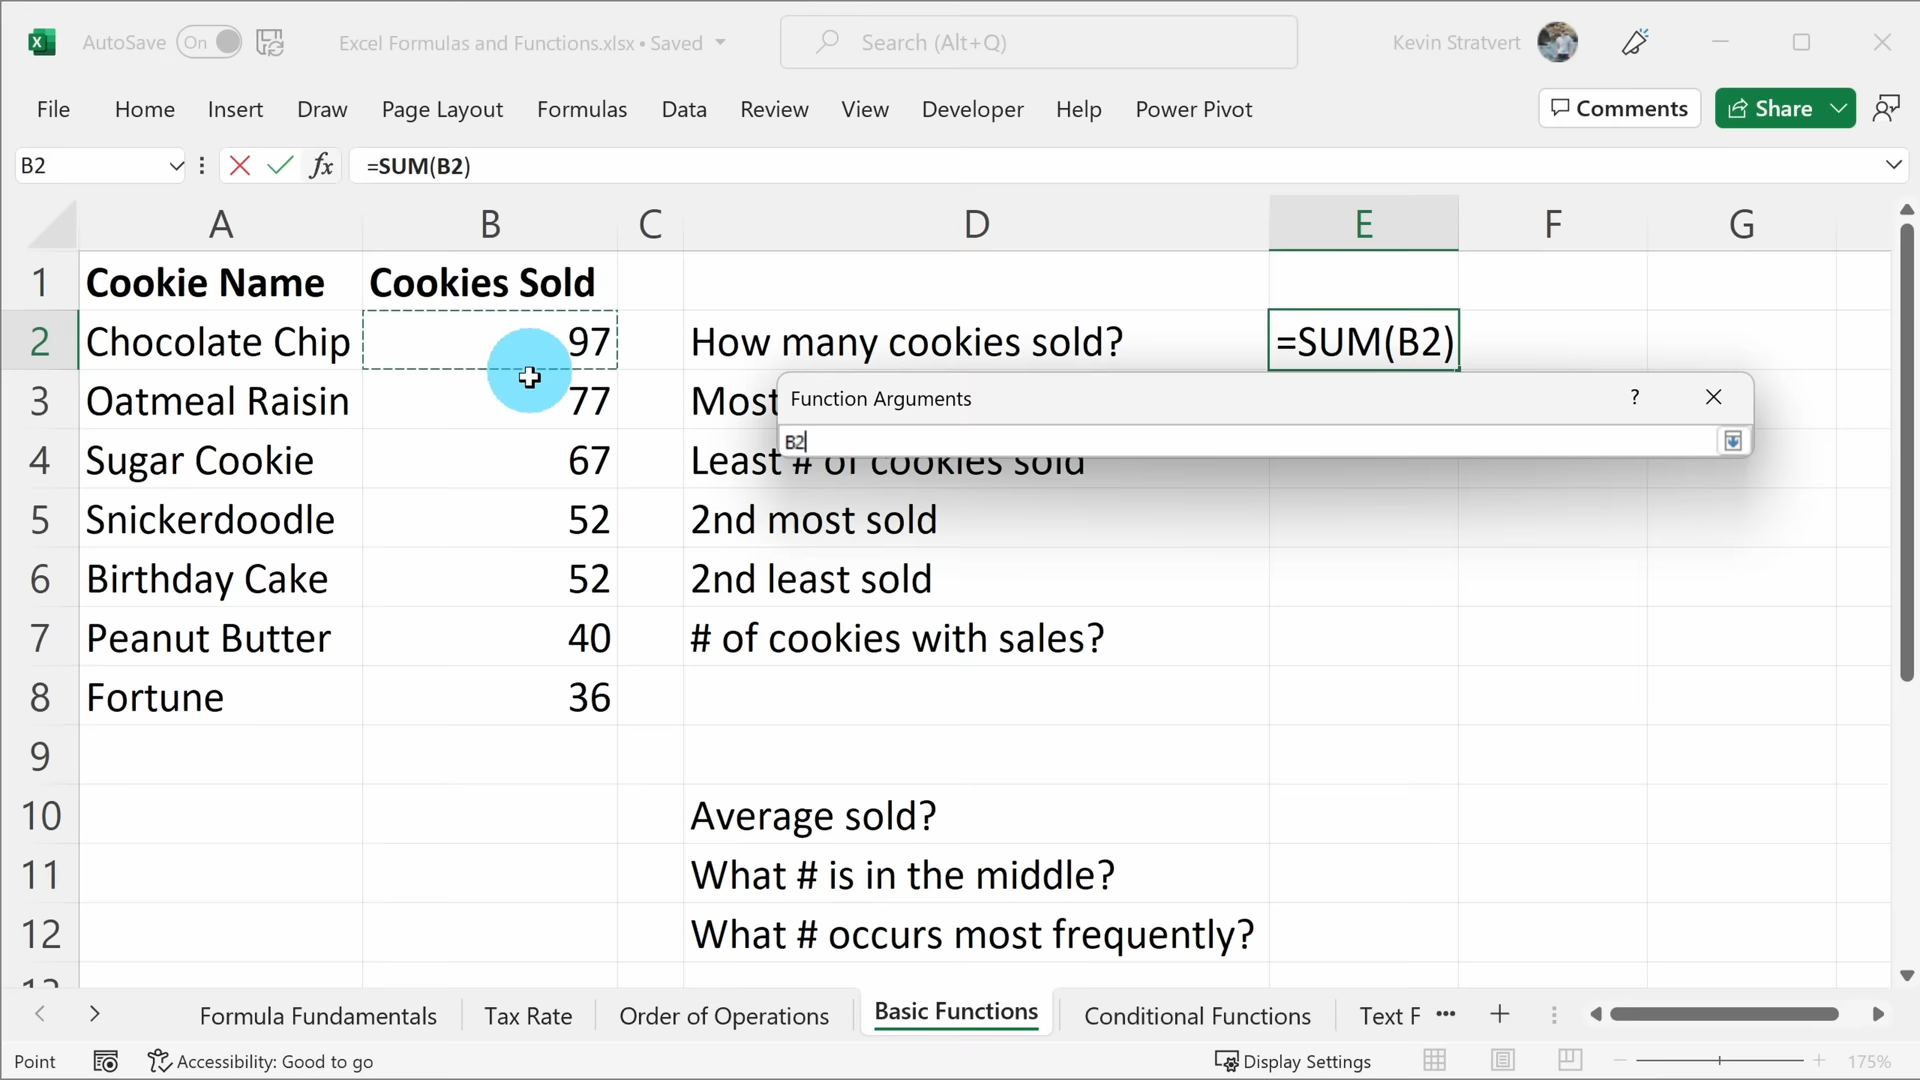 AutoSave On Excel Formulas and Functions.xlsx • Saved Search (Alt+Q) Kevin Stratvert
File Home Insert Draw Page Layout Formulas Data Review View Developer Help Power Pivot Comments Share
B2 fx =SUM(B2)
A B C D E F G
1 Cookie Name Cookies Sold
2 Chocolate Chip 97 How many cookies sold? =SUM(B2)
Function Arguments ?
3 Oatmeal Raisin 77 Most
B2
4 Sugar Cookie 67 Least # of cookies sold
5 Snickerdoodle 52 2nd most sold
6 Birthday Cake 52 2nd least sold
7 Peanut Butter 40 # of cookies with sales?
8 Fortune 36
9
10 Average sold?
11 What # is in the middle?
12 What # occurs most frequently?
Formula Fundamentals Tax Rate Order of Operations Basic Functions Conditional Functions Text F ...
Point Accessibility: Good to go Display Settings 175%